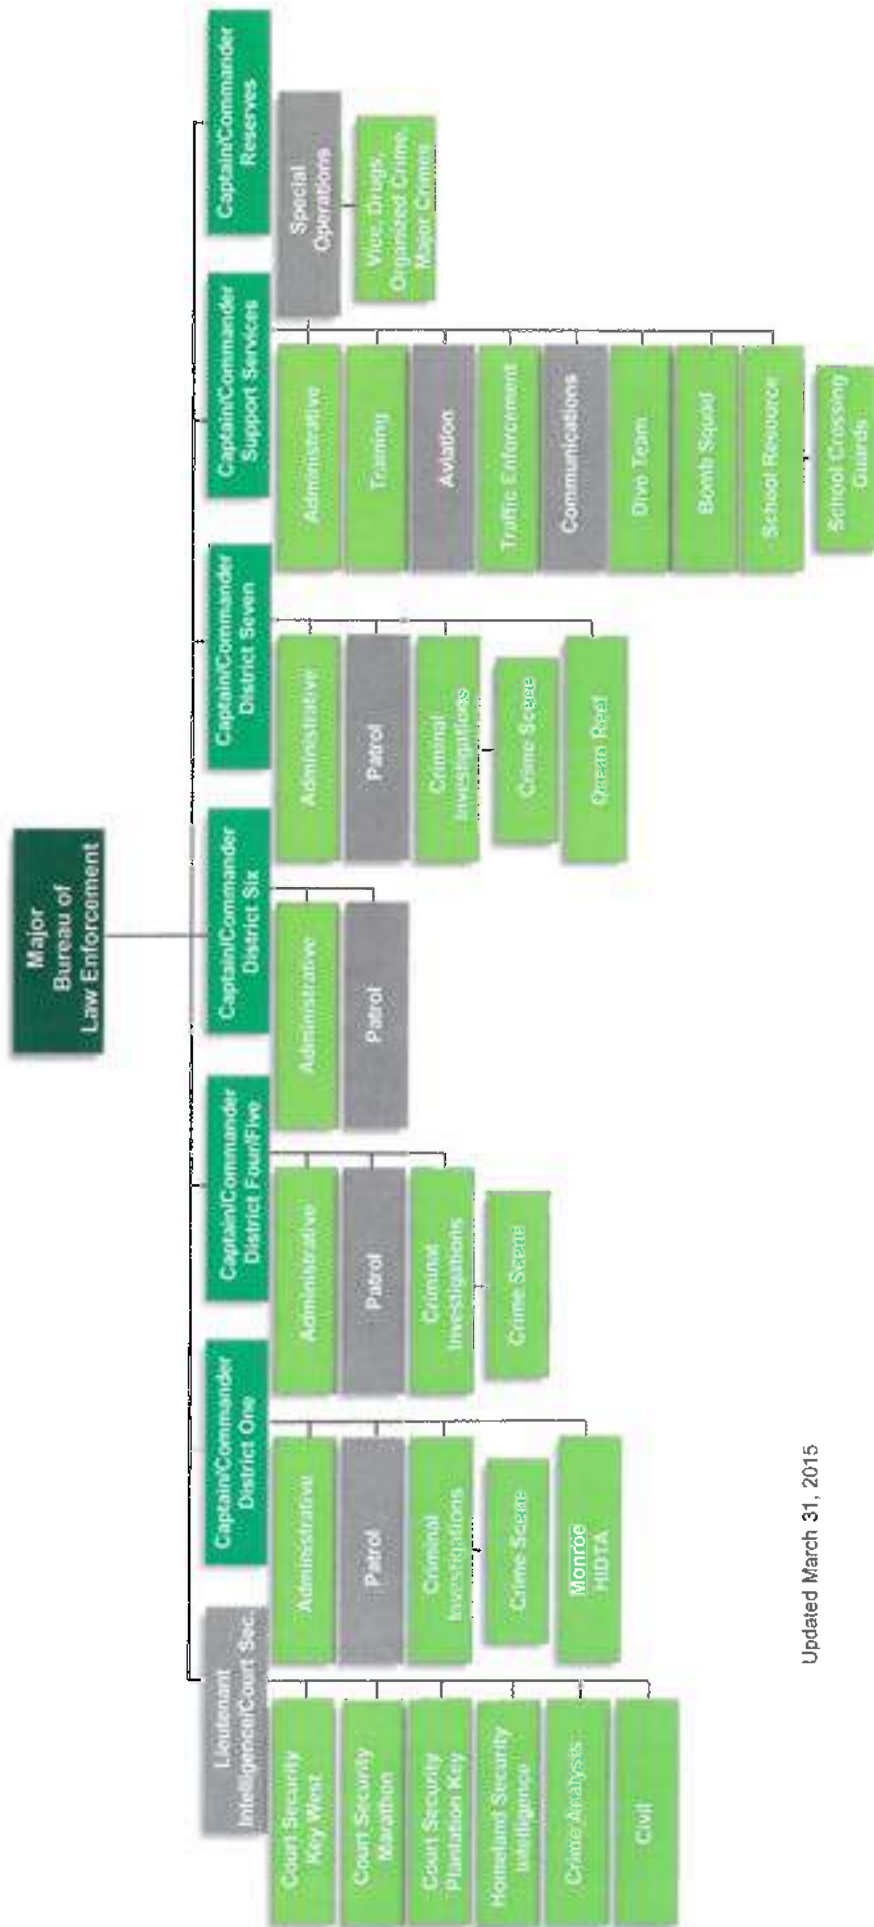 Major
Bureau of
Law Enforcement
Lieutenant
Intelligence/Court Sec.
Court Security
Key West
Court Security
Marathon
Court Security
Plantation Key
Homeland Security
Intelligence
Crime Analysis
Civil
Captain/Commander
District One
Administrative
Patrol
Criminal
Investigations
Crime Scene
Monroe
HIDTA
Captain/Commander
District Four/Five
Administrative
Patrol
Criminal
Investigations
Crime Scene
Captain/Commander
District Six
Administrative
Patrol
Captain/Commander
District Seven
Administrative
Patrol
Criminal
Investigations
Crime Scene
Ocean Reef
Captain/Commander
Support Services
Administrative
Training
Aviation
Traffic Enforcement
Communications
Dive Team
Bomb Squad
School Resource
School Crossing
Guards
Special
Operations
Vice, Drugs,
Organized Crime,
Major Crimes
Captain/Commander
Reserves
Updated March 31, 2015